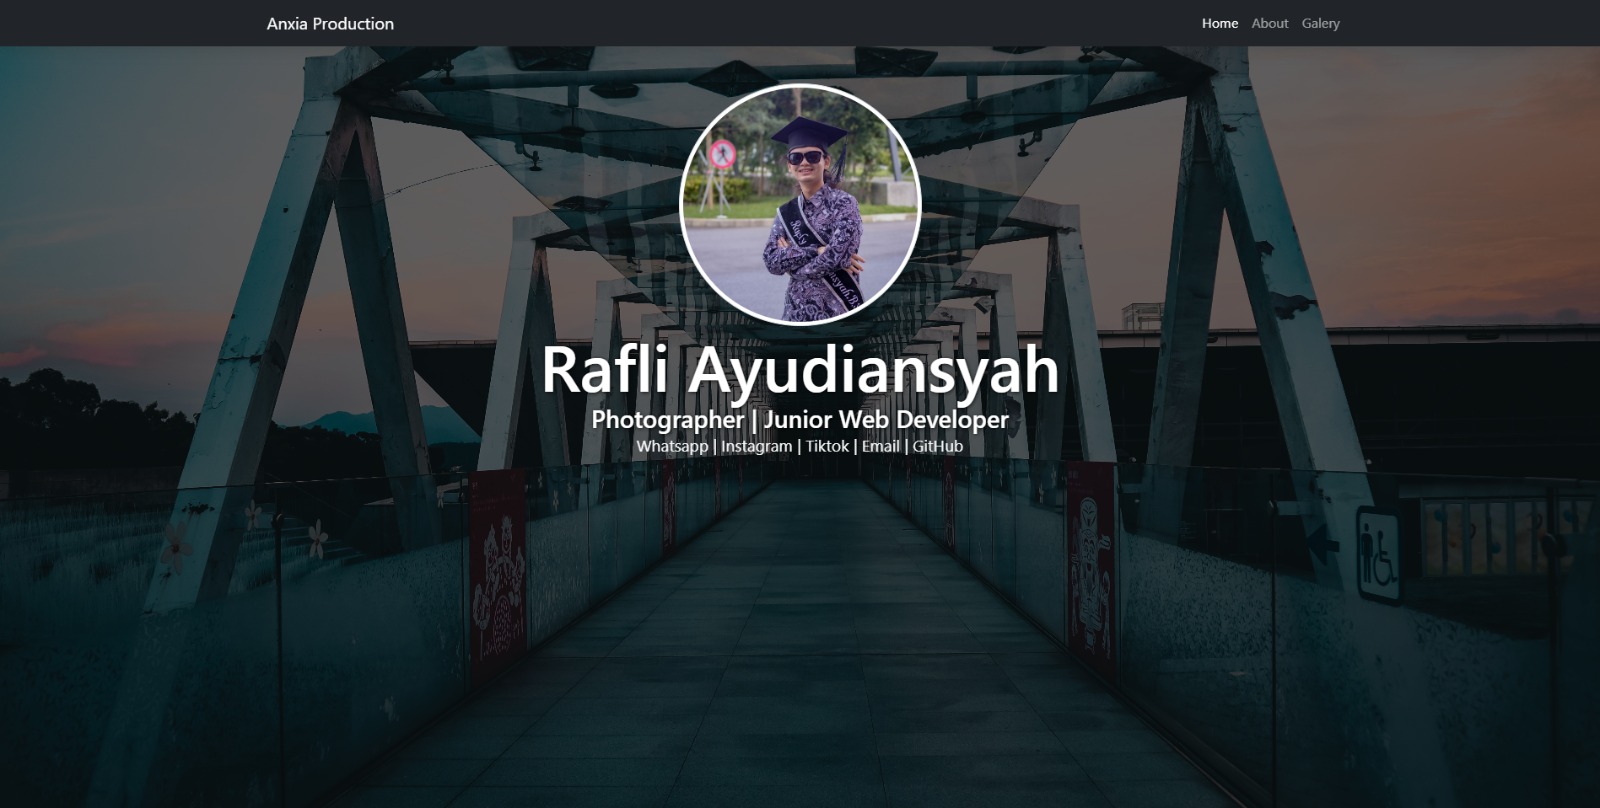 Anxia Production
Home About Galery
Rafli Ayudiansyah
Photographer | Junior Web Developer
Whatsapp | Instagram | Tiktok | Email | GitHub